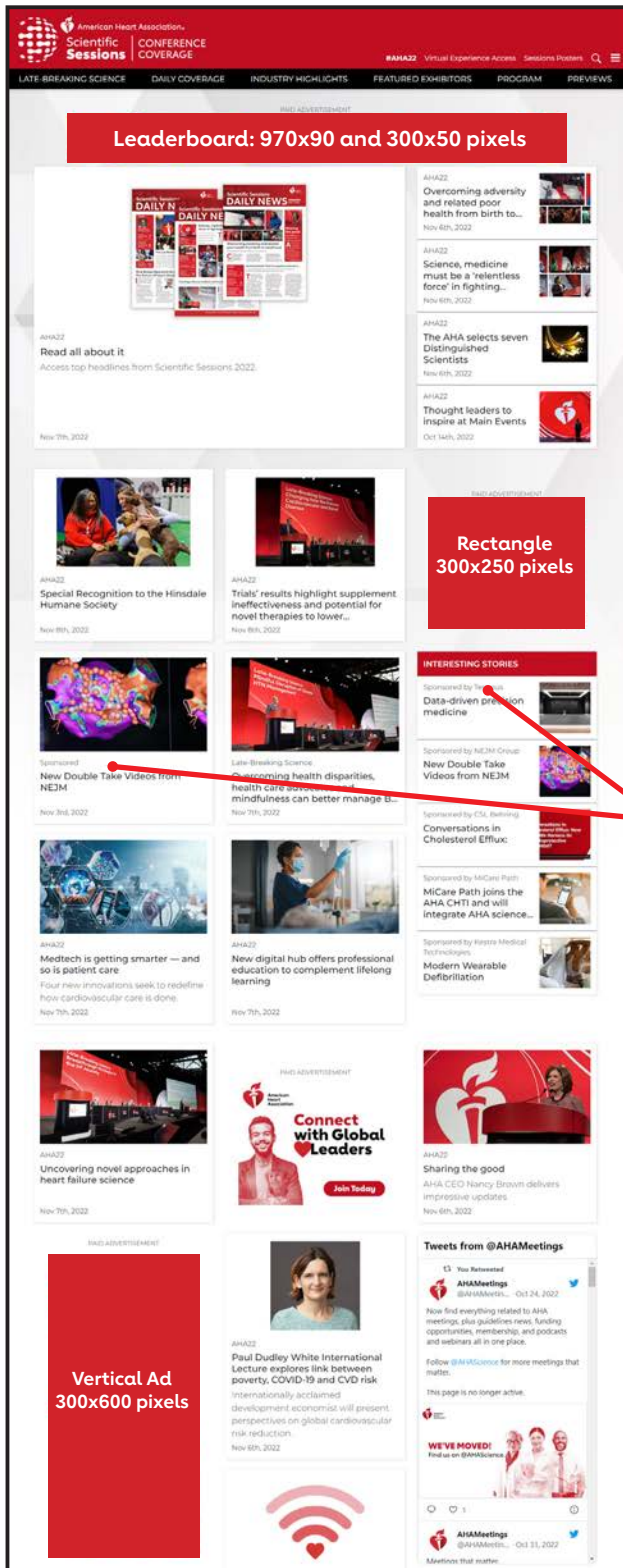 American Heart Association®
Scientific
Sessions
CONFERENCE
COVERAGE
#AHA22 Virtual Experience Access Sessions Posters
LATE-BREAKING SCIENCE DAILY COVERAGE INDUSTRY HIGHLIGHTS FEATURED EXHIBITORS PROGRAM PREVIEWS
PAID ADVERTISEMENT
Leaderboard: 970x90 and 300x50 pixels
Scientific Sessions
DAILY NEWS
AHA22
Read all about it
Access top headlines from Scientific Sessions 2022.
Nov 7th, 2022
AHA22
Overcoming adversity
and related poor
health from birth to...
Nov 6th, 2022
AHA22
Science, medicine
must be a 'relentless
force' in fighting...
Nov 6th, 2022
AHA22
The AHA selects seven
Distinguished
Scientists
Nov 6th, 2022
AHA22
Thought leaders to
inspire at Main Events
Oct 14th, 2022
AHA22
Special Recognition to the Hinsdale
Humane Society
Nov 8th, 2022
AHA22
Trials' results highlight supplement
ineffectiveness and potential for
novel therapies to lower...
Nov 8th, 2022
PAID ADVERTISEMENT
Rectangle
300x250 pixels
Sponsored
New Double Take Videos from
NEJM
Nov 3rd, 2022
Late-Breaking Science
Overcoming health disparities,
health care
mindfulness can better manage B...
Nov 7th, 2022
INTERESTING STORIES
Sponsored by
Data-driven precision
medicine
Sponsored by NEJM Group
New Double Take
Videos from NEJM
Sponsored by CSL Behring
Conversations in
Cholesterol Efflux:
Sponsored by MiCare Path
MiCare Path joins the
AHA CHTI and will
integrate AHA science...
Sponsored by Kestra Medical
Technologies
Modern Wearable
Defibrillation
AHA22
Medtech is getting smarter — and
so is patient care
Four new innovations seek to redefine
how cardiovascular care is done.
Nov 7th, 2022
AHA22
New digital hub offers professional
education to complement lifelong
learning
Nov 7th, 2022
AHA22
Uncovering novel approaches in
heart failure science
Nov 7th, 2022
PAID ADVERTISEMENT
American
Heart
Association
Connect
with Global
Leaders
Join Today
AHA22
Sharing the good
AHA CEO Nancy Brown delivers
impressive updates
Nov 6th, 2022
PAID ADVERTISEMENT
Vertical Ad
300x600 pixels
AHA22
Paul Dudley White International
Lecture explores link between
poverty, COVID-19 and CVD risk
Internationally acclaimed
development economist will present
perspectives on global cardiovascular
risk reduction.
Nov 6th, 2022
Tweets from @AHAMeetings
You Retweeted
AHAMeetings
@AHAMeetin... · Oct 24, 2022
Now find everything related to AHA
meetings, plus guidelines news, funding
opportunities, membership, and podcasts
and webinars all in one place.
Follow @AHAScience for more meetings that
matter.
This page is no longer active.
WE'VE MOVED!
Find us on @AHAScience.
1
AHAMeetings
@AHAMeetin... · Oct 31, 2022
Meetings that matter